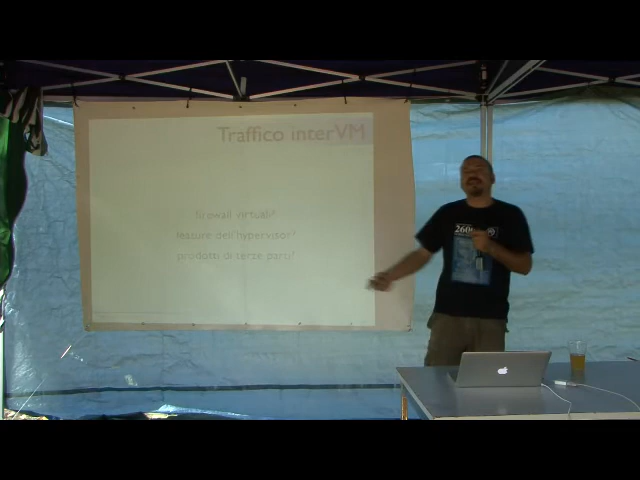 Traffico interVM
firewall virtuali?
feature dell'hypervisor?
prodotti di terze parti?
2600